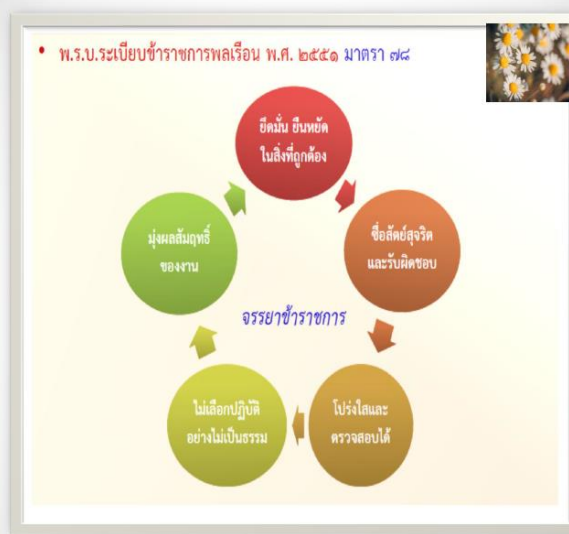 • พ.ร.บ.ระเบียบข้าราชการพลเรือน พ.ศ. ๒๕๕๑ มาตรา ๗๘
ยึดมั่น ยืนหยัด
ในสิ่งที่ถูกต้อง
ซื่อสัตย์สุจริต
และรับผิดชอบ
โปร่งใสและ
ตรวจสอบได้
ไม่เลือกปฏิบัติ
อย่างไม่เป็นธรรม
มุ่งผลสัมฤทธิ์
ของงาน
จรรยาข้าราชการ